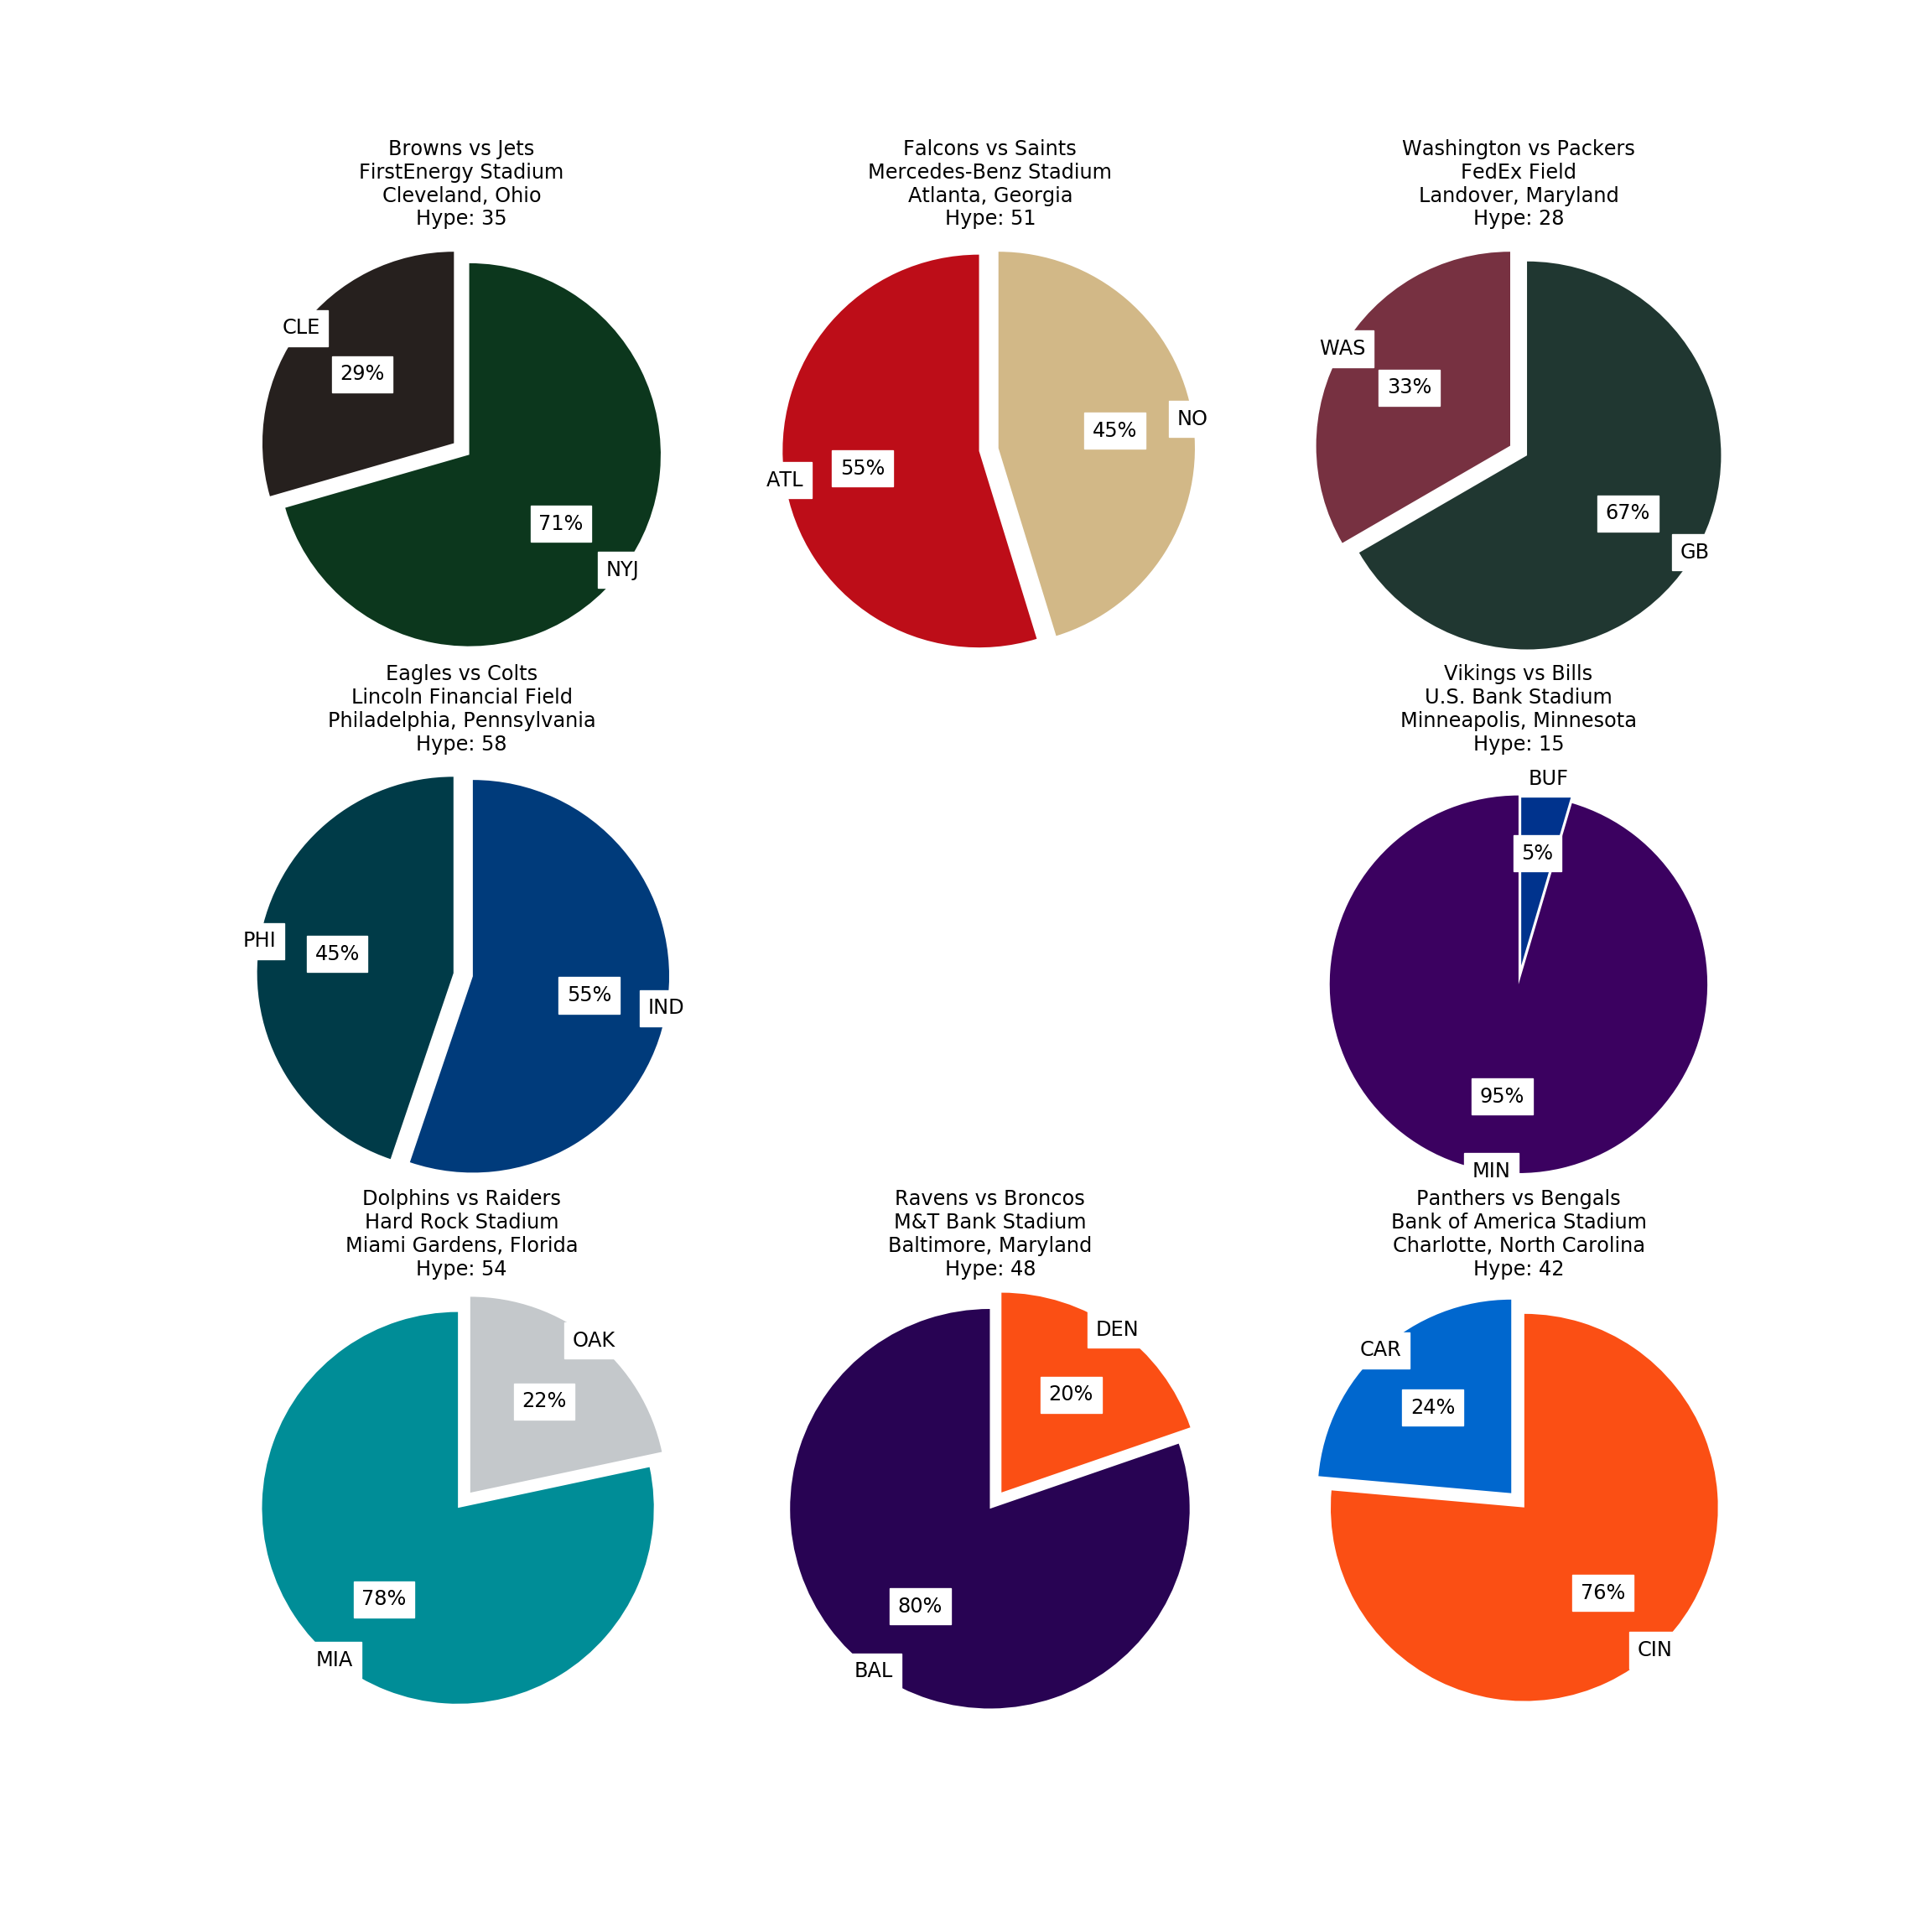 Browns vs Jets
FirstEnergy Stadium
Cleveland, Ohio
Hype: 35
CLE
29%
71%
NYJ
Falcons vs Saints
Mercedes-Benz Stadium
Atlanta, Georgia
Hype: 51
NO
45%
55%
ATL
Washington vs Packers
FedEx Field
Landover, Maryland
Hype: 28
WAS
33%
67%
GB
Eagles vs Colts
Lincoln Financial Field
Philadelphia, Pennsylvania
Hype: 58
PHI
45%
55%
IND
Vikings vs Bills
U.S. Bank Stadium
Minneapolis, Minnesota
Hype: 15
BUF
5%
95%
MIN
Dolphins vs Raiders
Hard Rock Stadium
Miami Gardens, Florida
Hype: 54
OAK
22%
78%
MIA
Ravens vs Broncos
M&T Bank Stadium
Baltimore, Maryland
Hype: 48
DEN
20%
80%
BAL
Panthers vs Bengals
Bank of America Stadium
Charlotte, North Carolina
Hype: 42
CAR
24%
76%
CIN